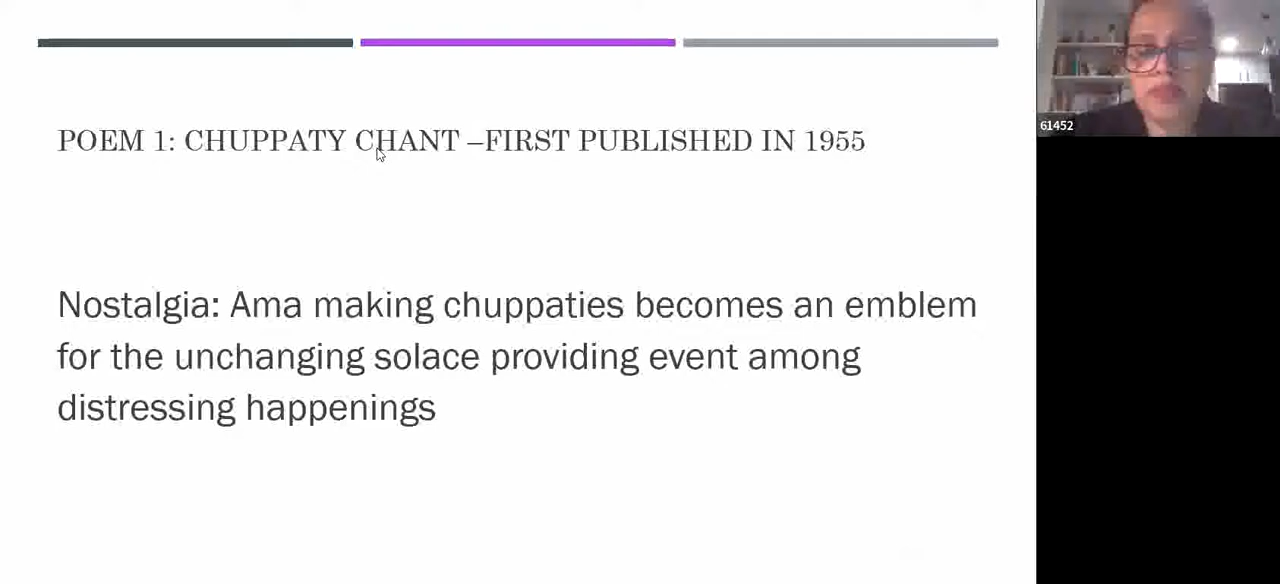 POEM 1: CHUPPATY CHANT –FIRST PUBLISHED IN 1955
Nostalgia: Ama making chuppaties becomes an emblem
for the unchanging solace providing event among
distressing happenings
61452